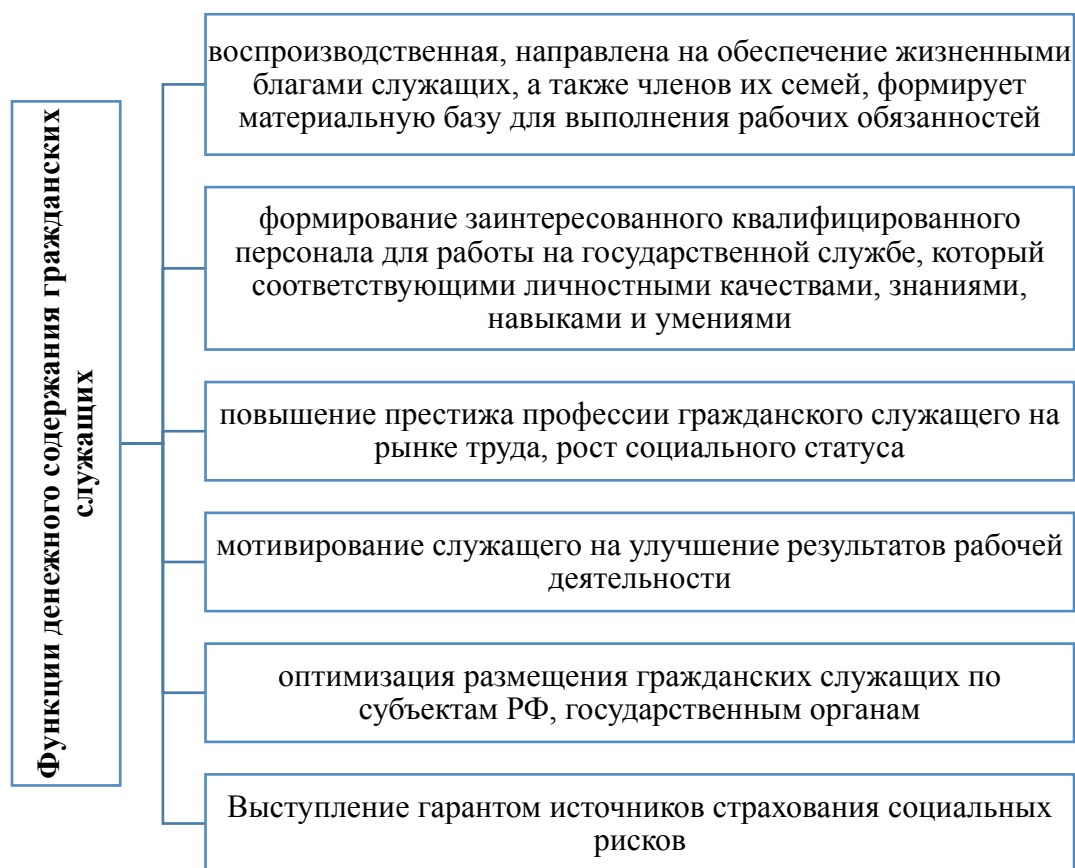 Функции денежного содержания гражданских
служащих
воспроизводственная, направлена на обеспечение жизненными
благами служащих, а также членов их семей, формирует
материальную базу для выполнения рабочих обязанностей
формирование заинтересованного квалифицированного
персонала для работы на государственной службе, который
соответствующими личностными качествами, знаниями,
навыками и умениями
повышение престижа профессии гражданского служащего на
рынке труда, рост социального статуса
мотивирование служащего на улучшение результатов рабочей
деятельности
оптимизация размещения гражданских служащих по
субъектам РФ, государственным органам
Выступление гарантом источников страхования социальных
рисков